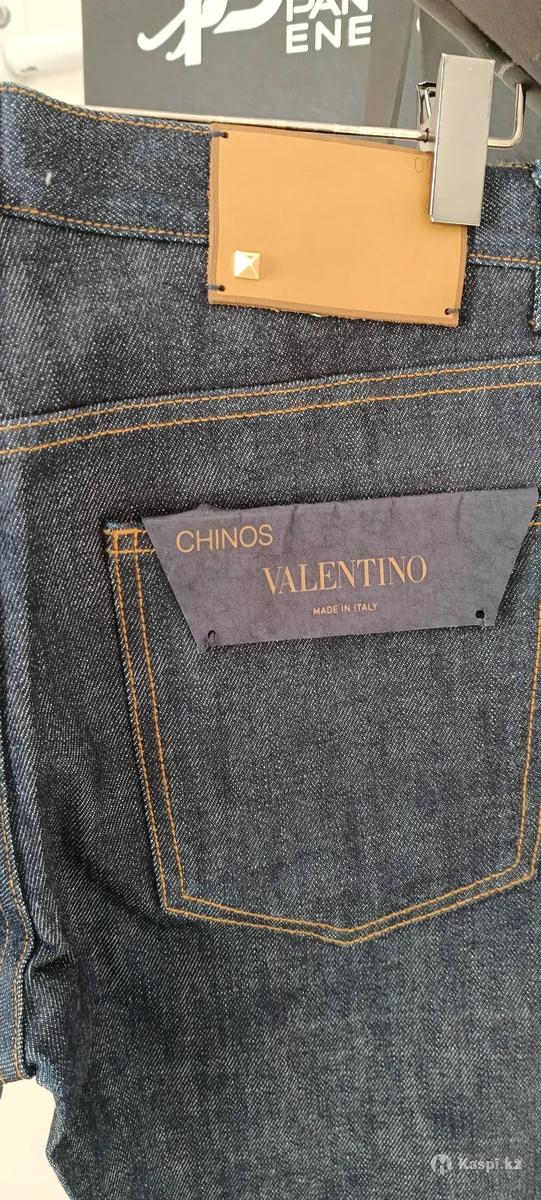 PAN
ENE
CHINOS
VALENTINO
MADE IN ITALY
Kaspi.kz